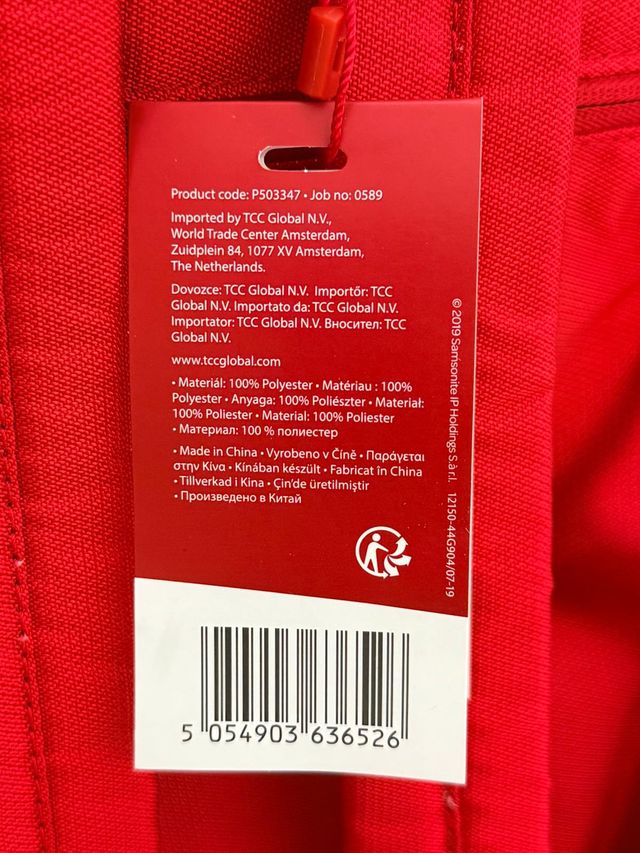 Product code: P503347 • Job no: 0589
Imported by TCC Global N.V.,
World Trade Center Amsterdam,
Zuidplein 84, 1077 XV Amsterdam,
The Netherlands.
Dovozce: TCC Global N.V. Importőr: TCC
Global N.V. Importato da: TCC Global N.V.
Importator: TCC Global N.V. Вносител: TCC
Global N.V.
www.tccglobal.com
• Materiál: 100% Polyester • Matériau : 100%
Polyester • Anyaga: 100% Poliészter • Materiał:
100% Poliester • Material: 100% Poliester
• Материал: 100 % полиестер
• Made in China • Vyrobeno v Číně • Παράγεται
στην Κίνα • Kínában készült • Fabricat în China
• Tillverkad i Kina • Çin'de üretilmiştir
• Произведено в Китай
© 2019 Samsonite IP Holdings S.à r.l. 12150-44G904/07-19
5 054903 636526